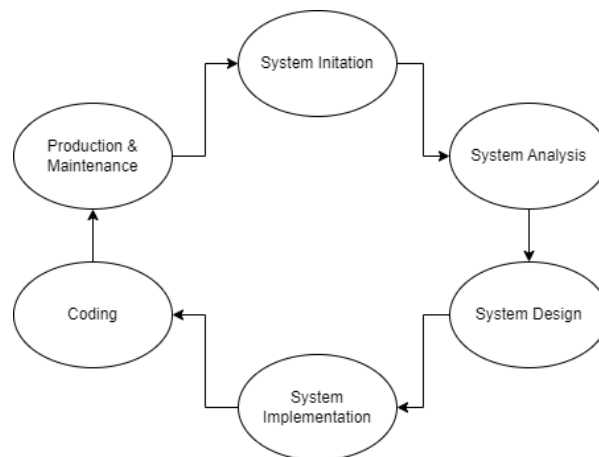 System Initation
Production &
Maintenance
System Analysis
Coding
System Design
System
Implementation